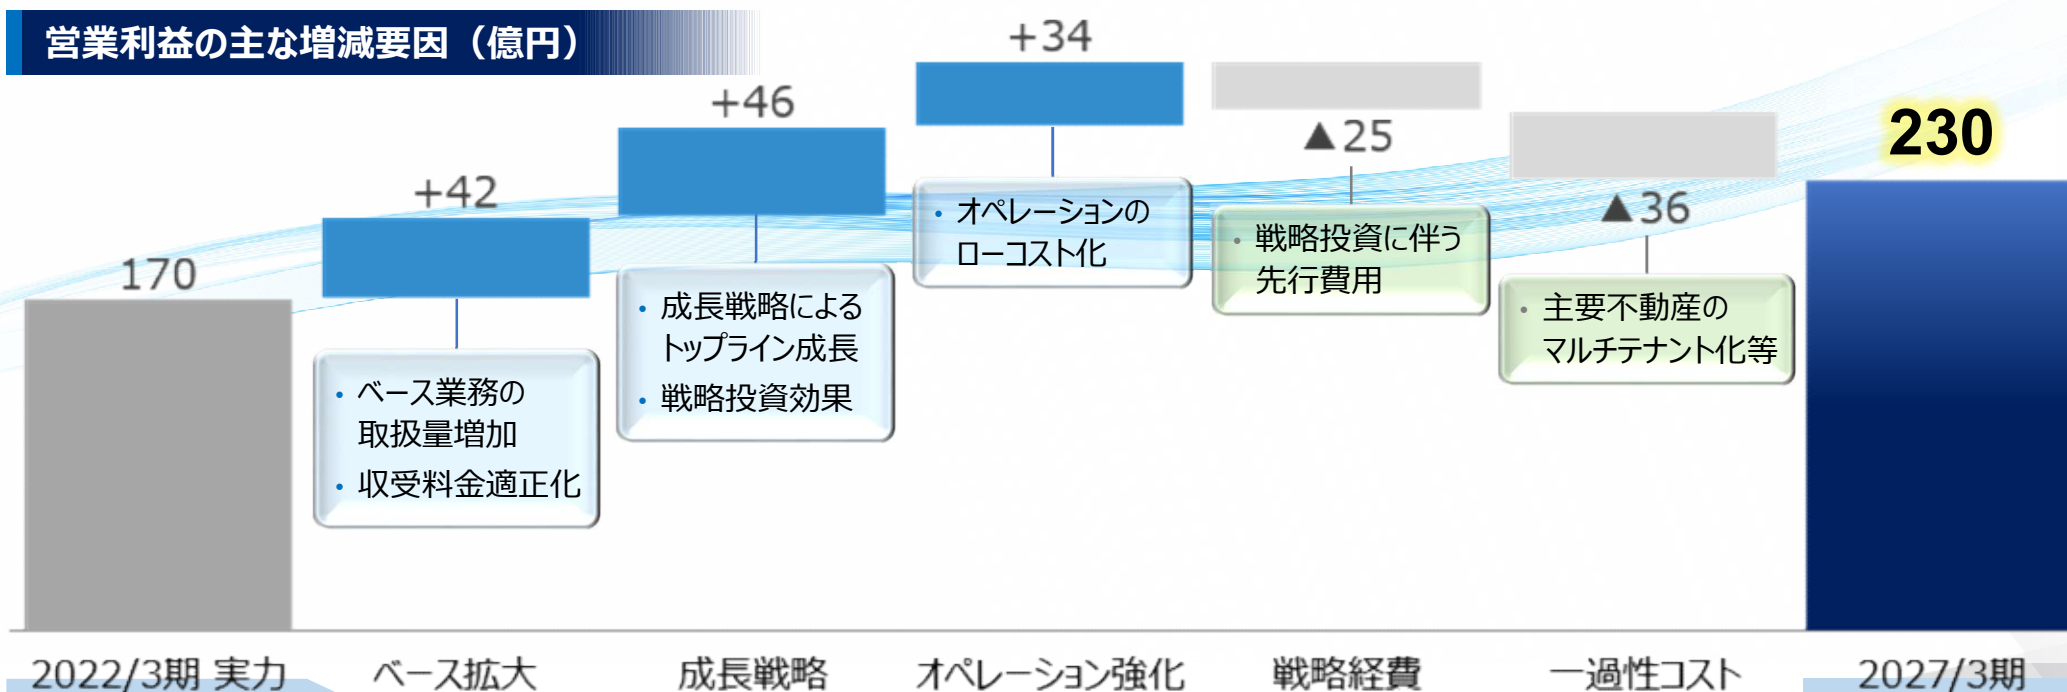 営業利益の主な増減要因（億円）
170
+42
+46
+34
▲25
▲36
230
• ベース業務の
取扱量増加
• 収受料金適正化
• 成長戦略による
トップライン成長
• 戦略投資効果
• オペレーションの
ローコスト化
• 戦略投資に伴う
先行費用
• 主要不動産の
マルチテナント化等
2022/3期 実力
ベース拡大
成長戦略
オペレーション強化
戦略経費
一過性コスト
2027/3期